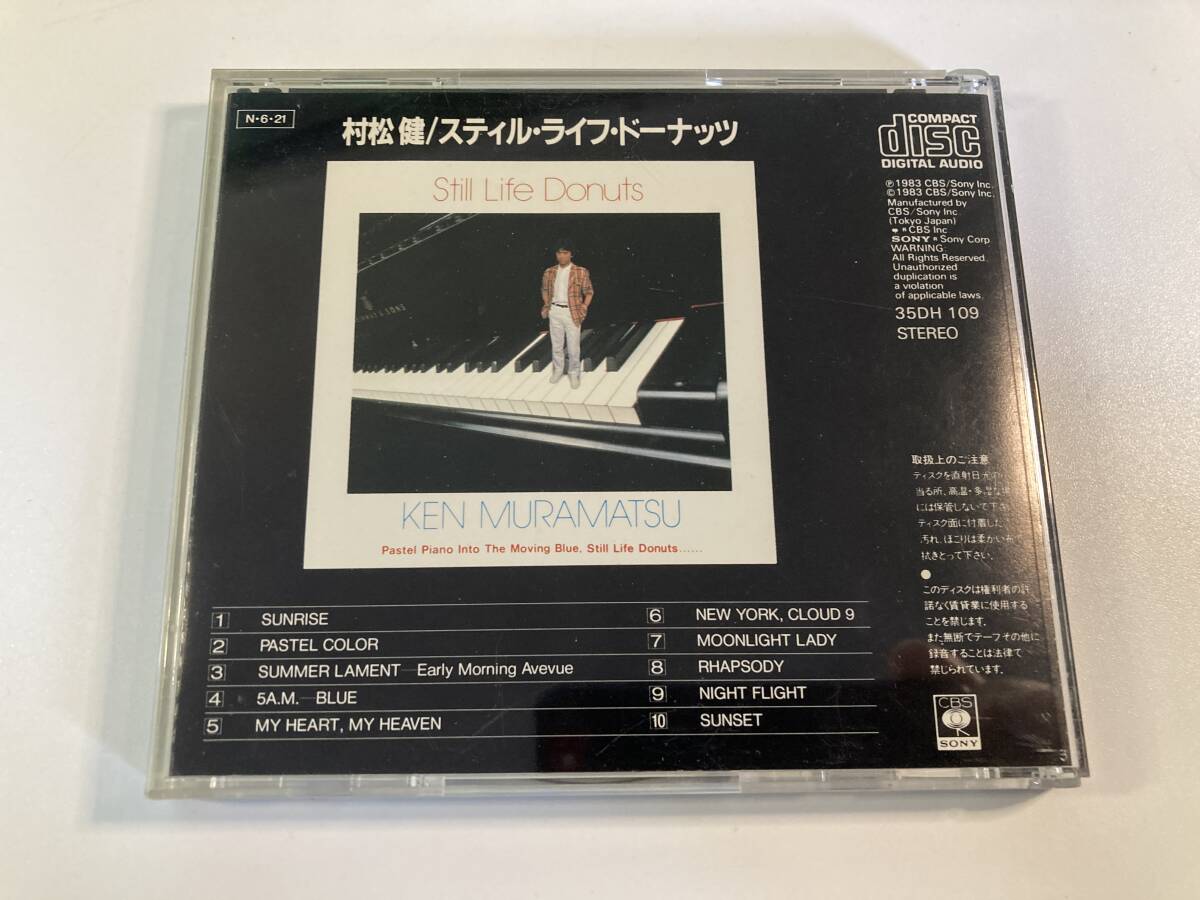 N・6・21
村松 健/スティル・ライフ・ドーナッツ
Still Life Donuts
KEN MURAMATSU
Pastel Piano Into The Moving Blue. Still Life Donuts......
COMPACT
disc
DIGITAL AUDIO
℗1983 CBS/Sony Inc.
©1983 CBS/Sony Inc.
Manufactured by
CBS/Sony Inc.
(Tokyo Japan)
® CBS Inc
SONY ® Sony Corp
WARNING:
All Rights Reserved.
Unauthorized
duplication is
a violation
of applicable laws.
35DH 109
STEREO
取扱上のご注意
ディスクを直射日光の
当る所、高温・多湿な
には保管しないで下さ
ディスク面に付着した
汚れ、ほこりは柔かい
拭きとって下さい。
●
このディスクは権利者の許
諾なく賃貸業に使用する
ことを禁じます。
また無断でテープその他に
録音することは法律で
禁じられています。
CBS
SONY
1 SUNRISE
2 PASTEL COLOR
3 SUMMER LAMENT—Early Morning Avevue
4 5A.M.—BLUE
5 MY HEART, MY HEAVEN
6 NEW YORK, CLOUD 9
7 MOONLIGHT LADY
8 RHAPSODY
9 NIGHT FLIGHT
10 SUNSET